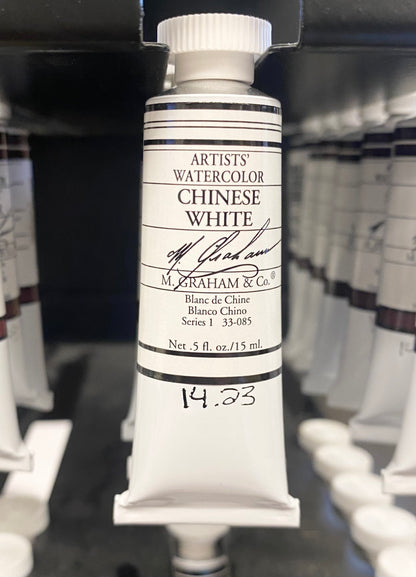 ARTISTS'
WATERCOLOR
CHINESE
WHITE
M. Graham
M. GRAHAM & Co.®
Blanc de Chine
Blanco Chino
Series 1 33-085
Net .5 fl. oz./15 ml.
14.23